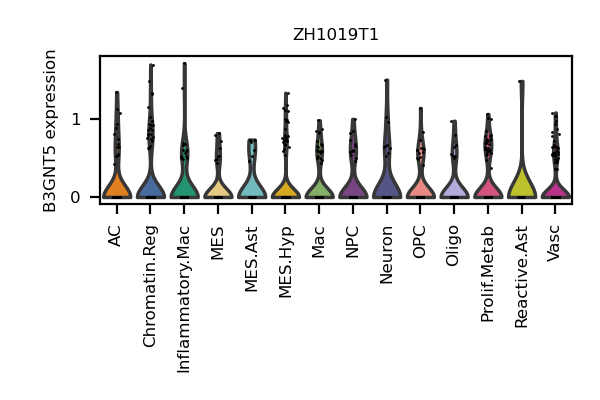 ZH1019T1
B3GNT5 expression
1
0
AC
Chromatin.Reg
Inflammatory.Mac
MES
MES.Ast
MES.Hyp
Mac
NPC
Neuron
OPC
Oligo
Prolif.Metab
Reactive.Ast
Vasc